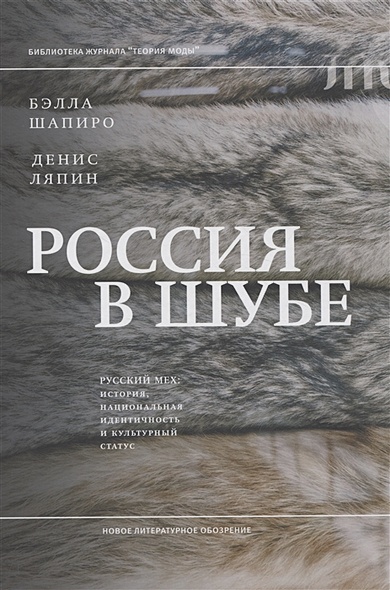 БИБЛИОТЕКА ЖУРНАЛА "ТЕОРИЯ МОДЫ"
БЭЛЛА
ШАПИРО
ДЕНИС
ЛЯПИН
РОССИЯ
В ШУБЕ
РУССКИЙ МЕХ:
ИСТОРИЯ,
НАЦИОНАЛЬНАЯ
ИДЕНТИЧНОСТЬ
И КУЛЬТУРНЫЙ
СТАТУС
НОВОЕ ЛИТЕРАТУРНОЕ ОБОЗРЕНИЕ